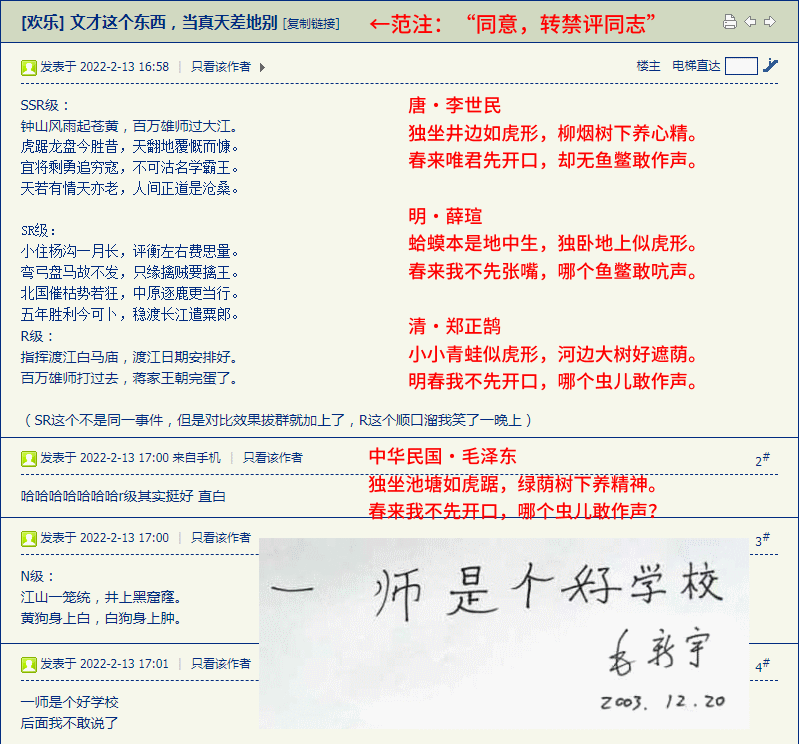 [欢乐] 文才这个东西，当真天差地别 [复制链接]
←范注：“同意，转禁评同志”
发表于 2022-2-13 16:58 | 只看该作者
楼主 电梯直达
SSR级：
钟山风雨起苍黄，百万雄师过大江。
虎踞龙盘今胜昔，天翻地覆慨而慷。
宜将剩勇追穷寇，不可沽名学霸王。
天若有情天亦老，人间正道是沧桑。
SR级：
小住杨沟一月长，评衡左右费思量。
弯弓盘马故不发，只缘擒贼要擒王。
北国催枯势若狂，中原逐鹿更当行。
五年胜利今可卜，稳渡长江遣粟郎。
R级：
指挥渡江白马庙，渡江日期安排好。
百万雄师打过去，蒋家王朝完蛋了。
（SR这个不是同一事件，但是对比效果拔群就加上了，R这个顺口溜我笑了一晚上）
唐·李世民
独坐井边如虎形，柳烟树下养心精。
春来唯君先开口，却无鱼鳖敢作声。
明·薛瑄
蛤蟆本是地中生，独卧地上似虎形。
春来我不先张嘴，哪个鱼鳖敢吭声。
清·郑正鹄
小小青蛙似虎形，河边大树好遮荫。
明春我不先开口，哪个虫儿敢作声。
发表于 2022-2-13 17:00 来自手机 | 只看该作者
2#
哈哈哈哈哈哈哈r级其实挺好 直白
中华民国·毛泽东
独坐池塘如虎踞，绿荫树下养精神。
春来我不先开口，哪个虫儿敢作声？
发表于 2022-2-13 17:00 | 只看该作者
3#
N级：
江山一笼统，井上黑窟窿。
黄狗身上白，白狗身上肿。
发表于 2022-2-13 17:01 | 只看该作者
4#
一师是个好学校
后面我不敢说了
一师是个好学校
毛新宇
2003.12.20